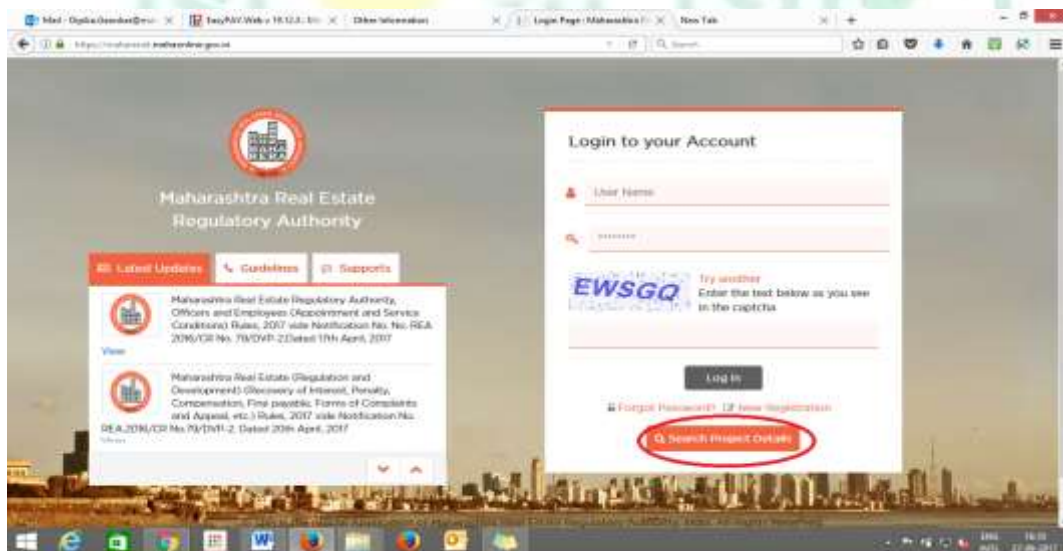 Login Page : Maharashtra
New Tab
Search
Maharashtra Real Estate
Regulatory Authority
Latest Updates
Guidelines
Supports
Maharashtra Real Estate Regulatory Authority,
Officers and Employees (Appointment and Service
Conditions) Rules, 2017 vide Notification No. No. REA
2016/CR No. 79/DVP-2.Dated 17th April, 2017
View
Maharashtra Real Estate (Regulation and
Development) (Recovery of Interest, Penalty,
Compensation, Fine payable, Forms of Complaints
and Appeal, etc.) Rules, 2017 vide Notification No.
REA.2016/CR No.79/DVP-2. Dated 20th April, 2017
View
Login to your Account
User Name
********
EWSGQ
Try another
Enter the text below as you see
in the captcha
Log In
Forgot Password? New Registration
Search Project Details